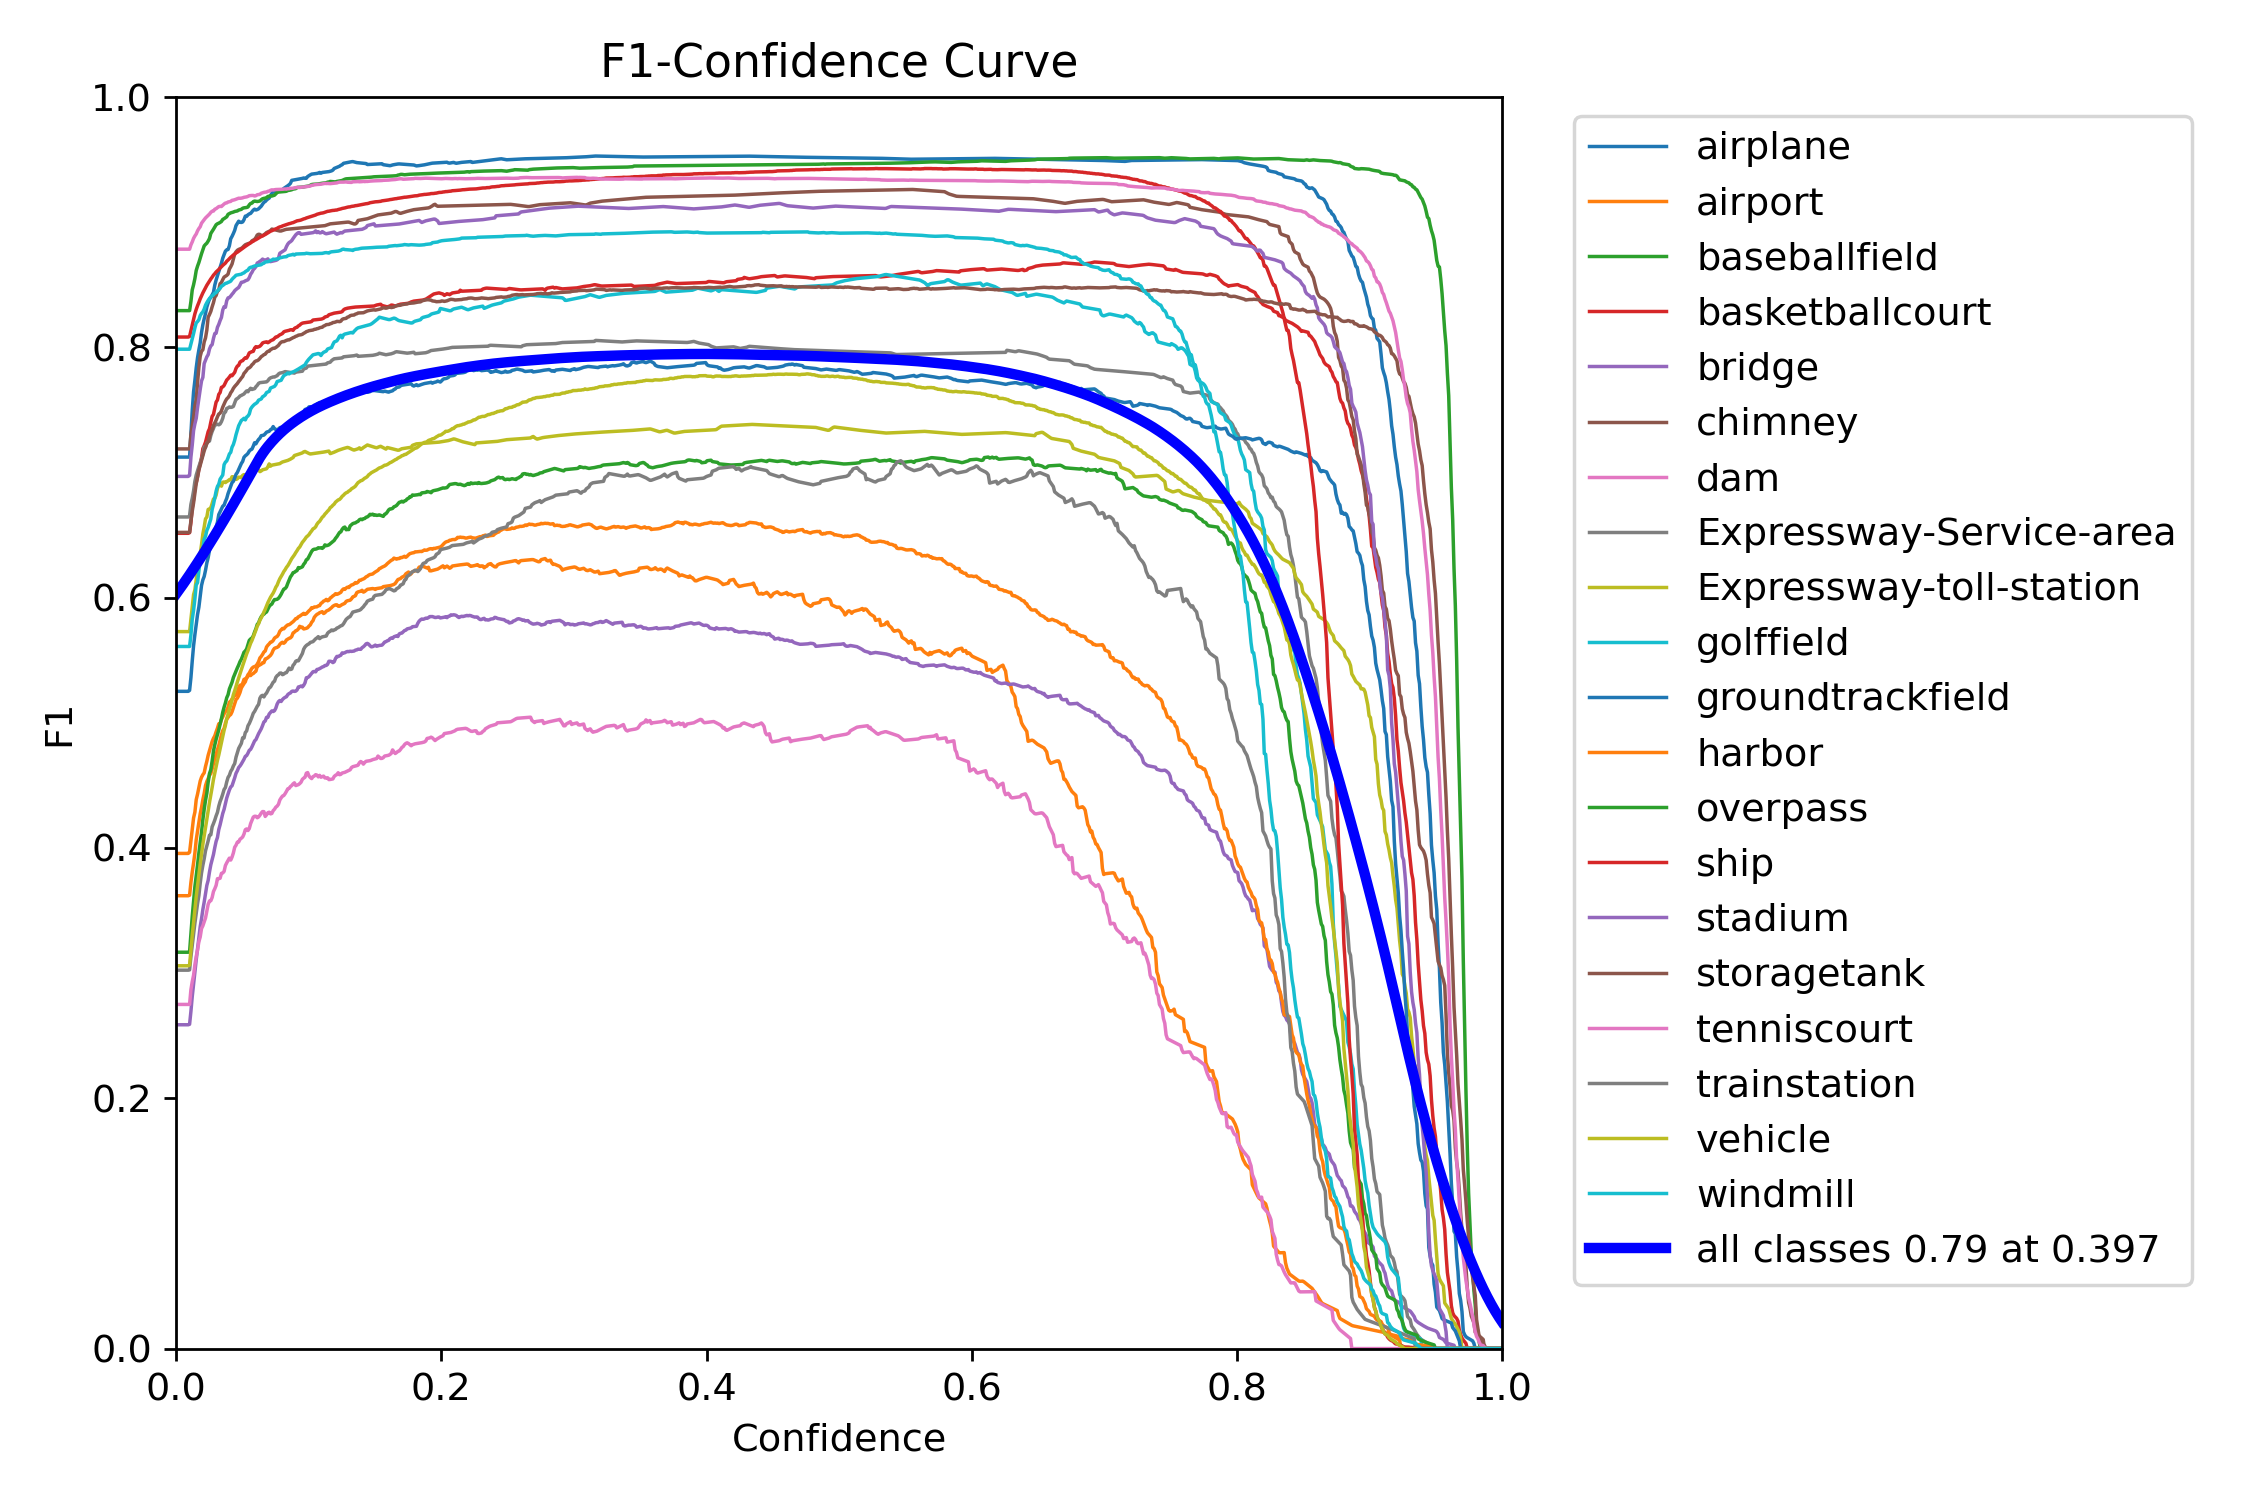 F1-Confidence Curve
1.0
0.8
0.6
0.4
0.2
0.0
F1
0.0 0.2 0.4 0.6 0.8 1.0
Confidence
airplane
airport
baseballfield
basketballcourt
bridge
chimney
dam
Expressway-Service-area
Expressway-toll-station
golffield
groundtrackfield
harbor
overpass
ship
stadium
storagetank
tenniscourt
trainstation
vehicle
windmill
all classes 0.79 at 0.397